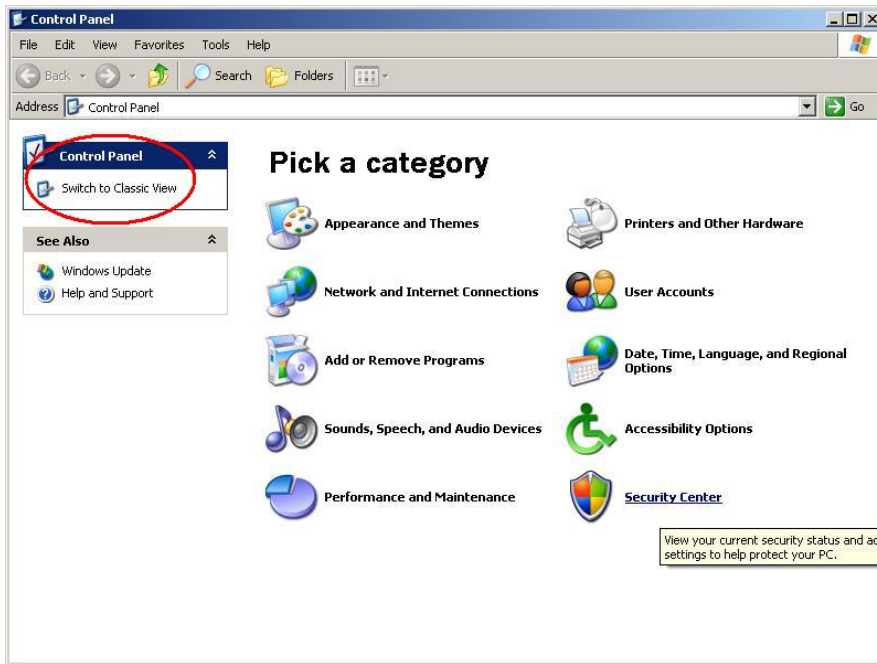 Control Panel
File Edit View Favorites Tools Help
Back Search Folders
Address Control Panel Go
Control Panel
Switch to Classic View
See Also
Windows Update
Help and Support
Pick a category
Appearance and Themes
Printers and Other Hardware
Network and Internet Connections
User Accounts
Add or Remove Programs
Date, Time, Language, and Regional
Options
Sounds, Speech, and Audio Devices
Accessibility Options
Performance and Maintenance
Security Center
View your current security status and
settings to help protect your PC.